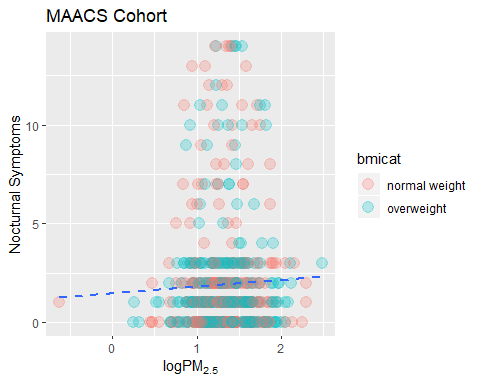 MAACS Cohort
Nocturnal Symptoms
10
5
0
0
1
2
logPM2.5
bmicat
normal weight
overweight